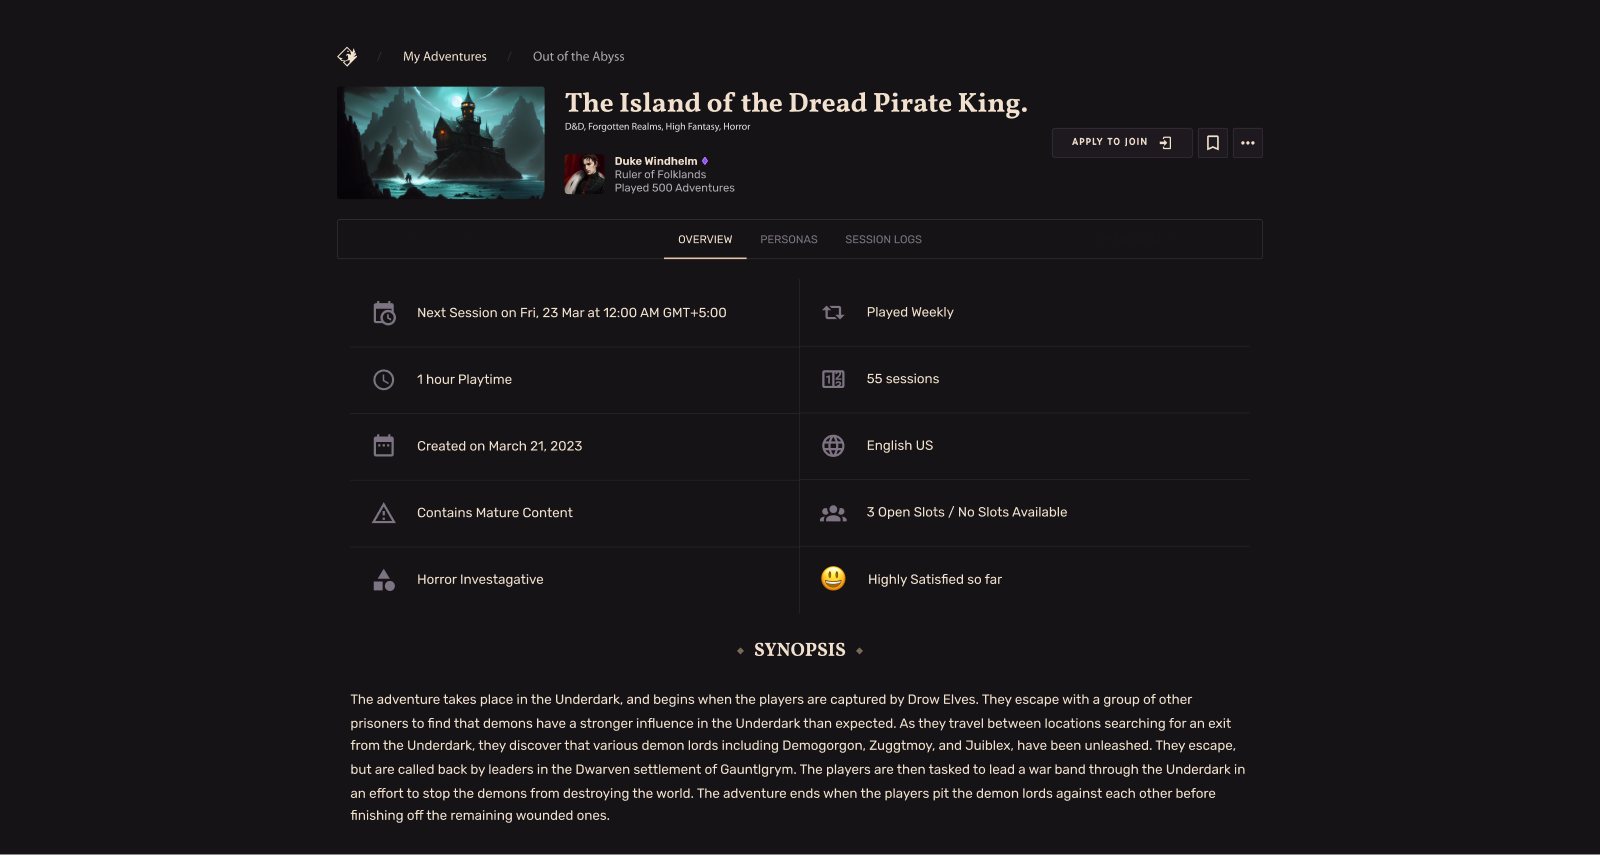 / My Adventures / Out of the Abyss
The Island of the Dread Pirate King.
D&D, Forgotten Realms, High Fantasy, Horror
APPLY TO JOIN
Duke Windhelm
Ruler of Folklands
Played 500 Adventures
OVERVIEW PERSONAS SESSION LOGS
Next Session on Fri, 23 Mar at 12:00 AM GMT+5:00
Played Weekly
1 hour Playtime
55 sessions
Created on March 21, 2023
English US
Contains Mature Content
3 Open Slots / No Slots Available
Horror Investagative
Highly Satisfied so far
SYNOPSIS
The adventure takes place in the Underdark, and begins when the players are captured by Drow Elves. They escape with a group of other
prisoners to find that demons have a stronger influence in the Underdark than expected. As they travel between locations searching for an exit
from the Underdark, they discover that various demon lords including Demogorgon, Zuggtmoy, and Juiblex, have been unleashed. They escape,
but are called back by leaders in the Dwarven settlement of Gauntlgrym. The players are then tasked to lead a war band through the Underdark in
an effort to stop the demons from destroying the world. The adventure ends when the players pit the demon lords against each other before
finishing off the remaining wounded ones.